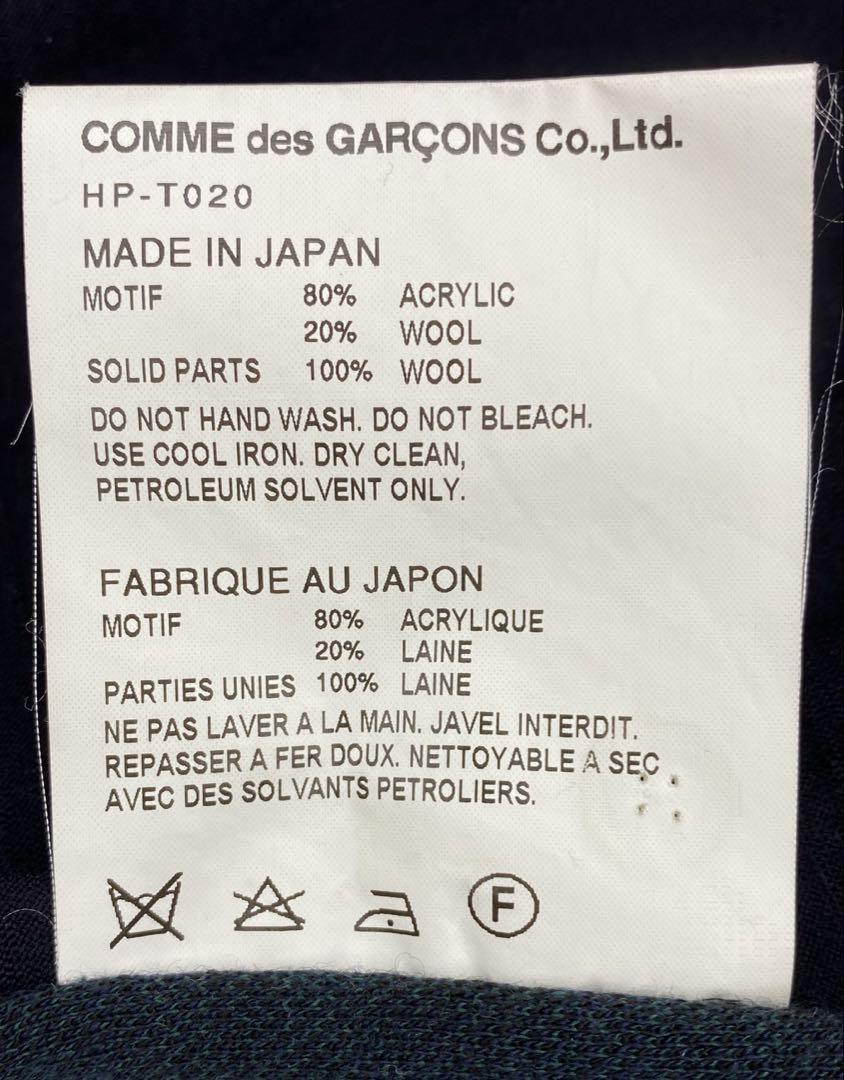 COMME des GARÇONS Co.,Ltd.
HP-T020
MADE IN JAPAN
MOTIF 80% ACRYLIC
20% WOOL
SOLID PARTS 100% WOOL
DO NOT HAND WASH. DO NOT BLEACH.
USE COOL IRON. DRY CLEAN,
PETROLEUM SOLVENT ONLY.
FABRIQUE AU JAPON
MOTIF 80% ACRYLIQUE
20% LAINE
PARTIES UNIES 100% LAINE
NE PAS LAVER A LA MAIN. JAVEL INTERDIT.
REPASSER A FER DOUX. NETTOYABLE A SEC
AVEC DES SOLVANTS PETROLIERS.
F